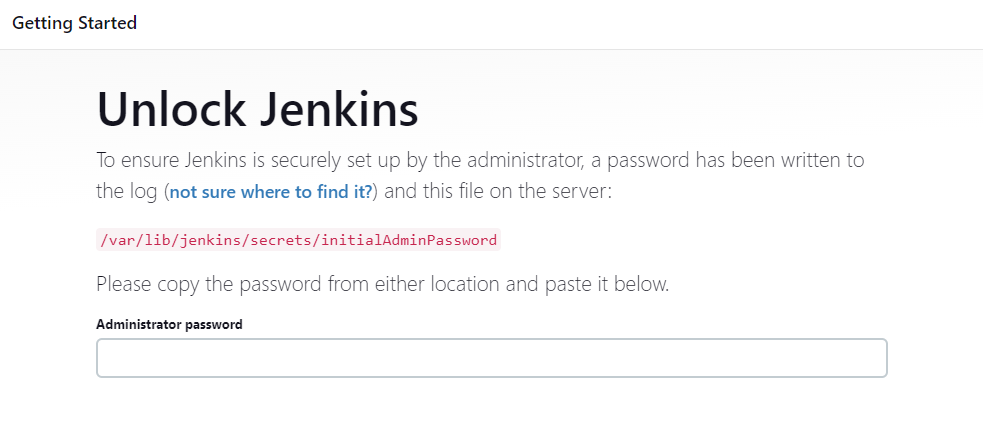 Getting Started
Unlock Jenkins
To ensure Jenkins is securely set up by the administrator, a password has been written to
the log (not sure where to find it?) and this file on the server:
/var/lib/jenkins/secrets/initialAdminPassword
Please copy the password from either location and paste it below.
Administrator password